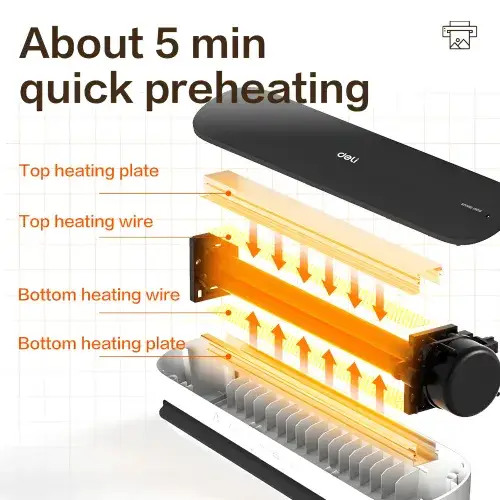 About 5 min
quick preheating
deli
Top heating plate
Top heating wire
Bottom heating wire
Bottom heating plate